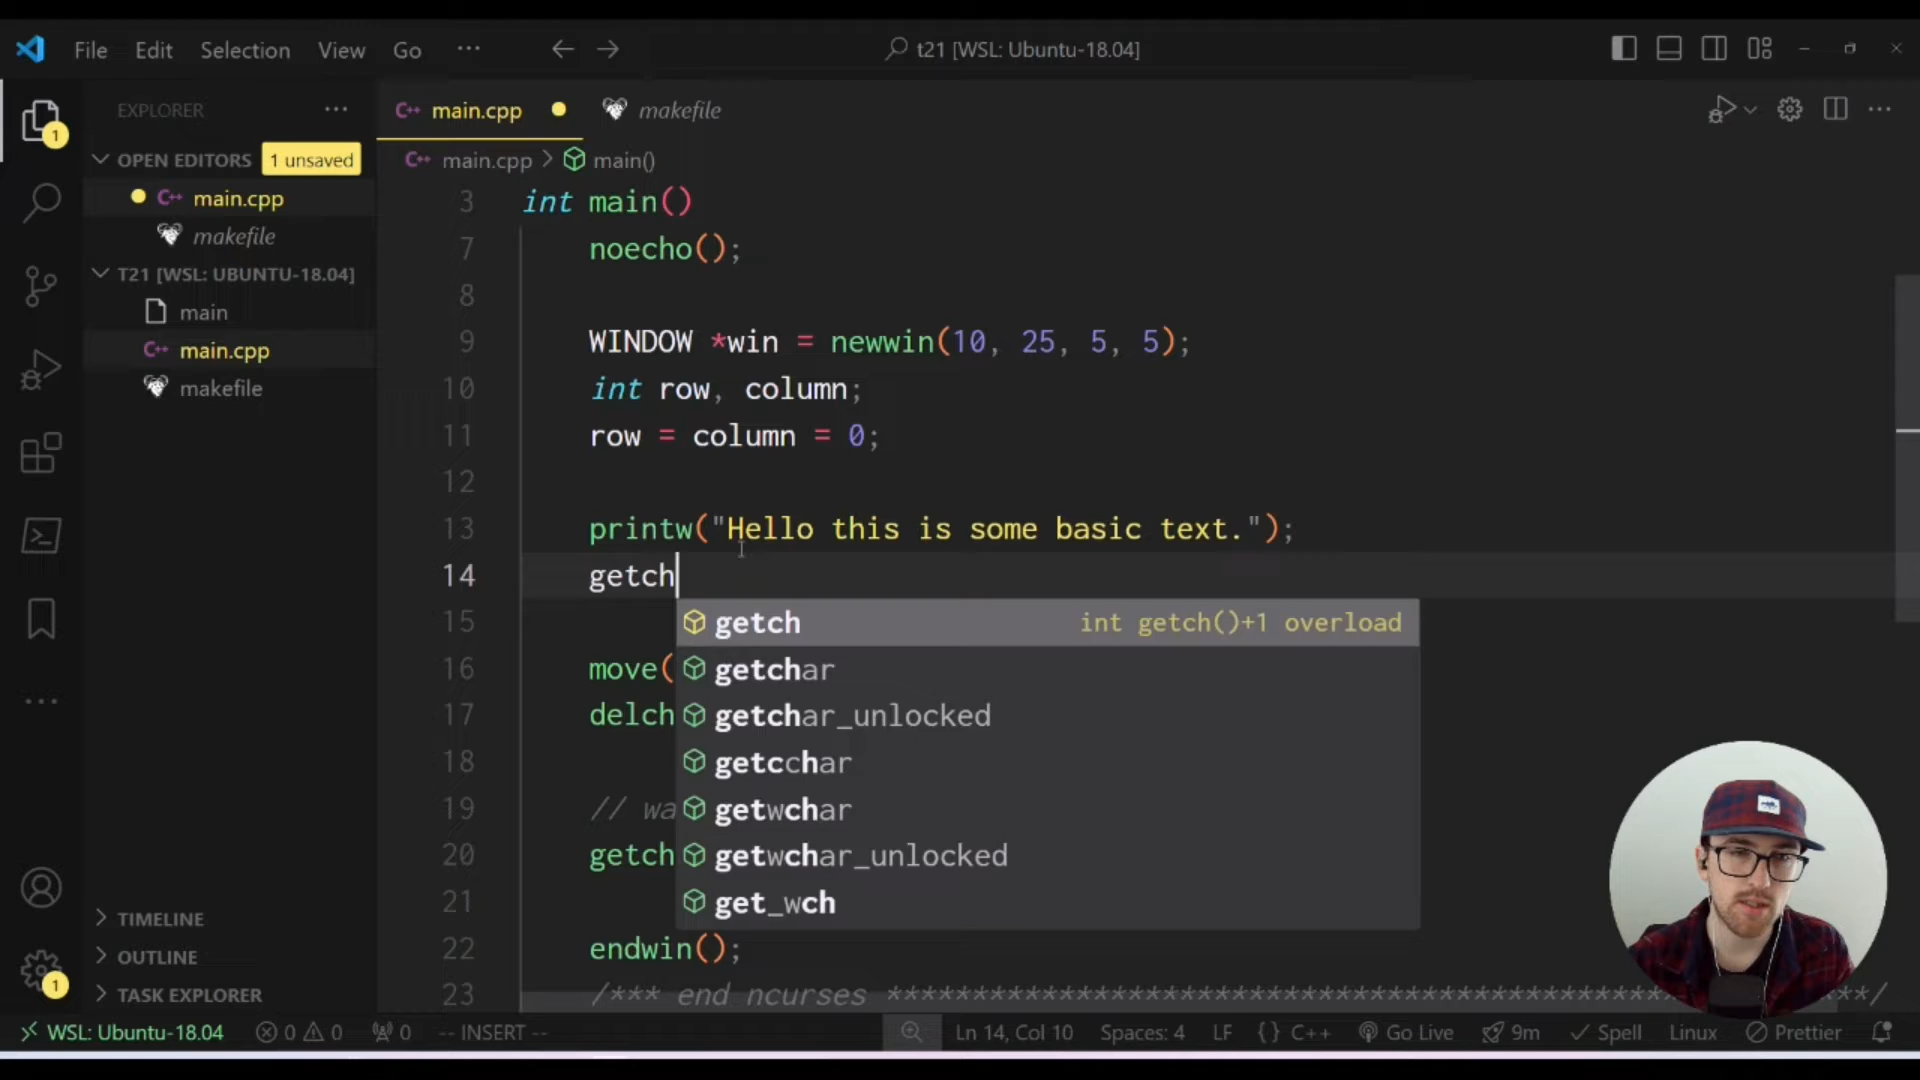 File Edit Selection View Go ··· t21 [WSL: Ubuntu-18.04]
EXPLORER ···
OPEN EDITORS 1 unsaved
C++ main.cpp
makefile
T21 [WSL: UBUNTU-18.04]
main
C++ main.cpp
makefile
TIMELINE
OUTLINE
TASK EXPLORER
1
1
C++ main.cpp makefile
C++ main.cpp > main()
3 int main()
7 noecho();
8
9 WINDOW *win = newwin(10, 25, 5, 5);
10 int row, column;
11 row = column = 0;
12
13 printw("Hello this is some basic text.");
14 getch
15 getch int getch()+1 overload
16 move( getchar
17 delch getchar_unlocked
18 getcchar
19 // wa getwchar
20 getch getwchar_unlocked
21 get_wch
22 endwin();
23 /*** end ncurses *************************************************/
WSL: Ubuntu-18.04 0 0 0 -- INSERT -- Ln 14, Col 10 Spaces: 4 LF {} C++ Go Live 9m Spell Linux Prettier